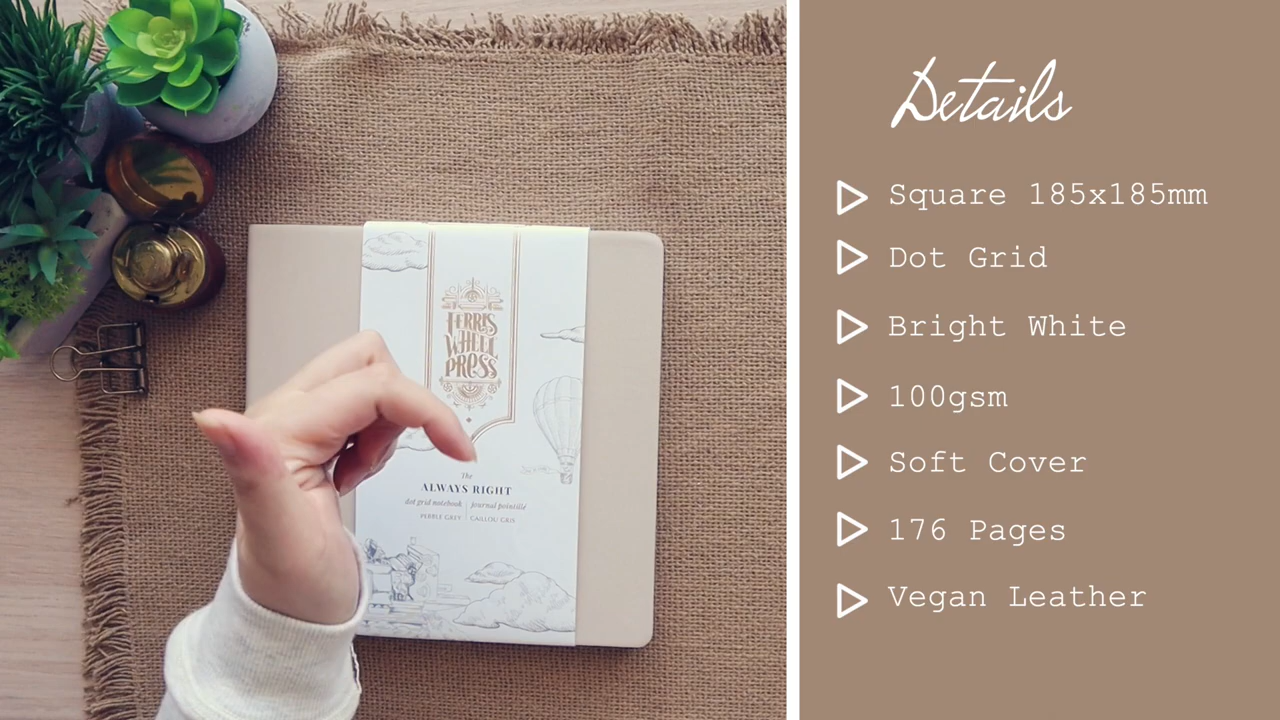 FERRIS
WHEEL
PRESS
The
ALWAYS RIGHT
dot grid notebook | journal pointillé
PEBBLE GREY | CAILLOU GRIS
Details
Square 185x185mm
Dot Grid
Bright White
100gsm
Soft Cover
176 Pages
Vegan Leather